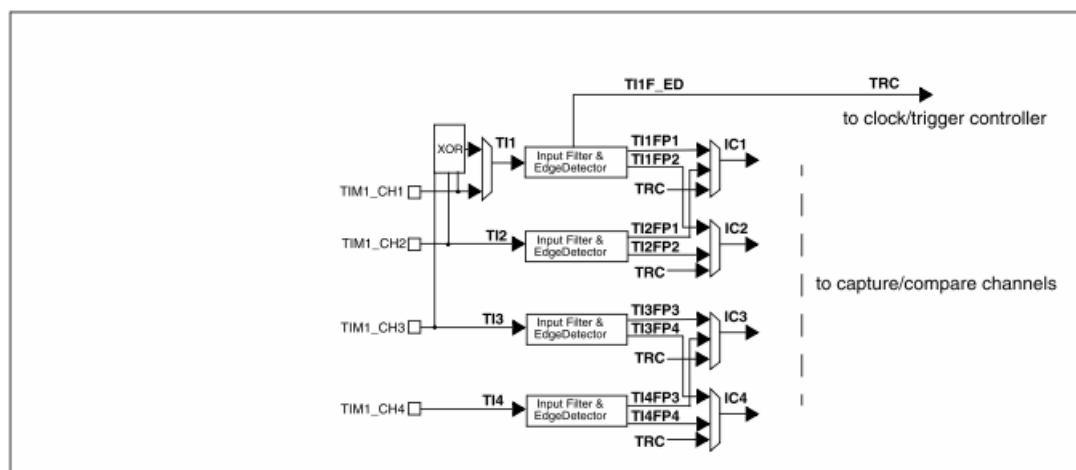 TI1F_ED
TRC
to clock/trigger controller
XOR
TI1
Input Filter &
EdgeDetector
TI1FP1
TI1FP2
TRC
IC1
TIM1_CH1
TIM1_CH2
TI2
Input Filter &
EdgeDetector
TI2FP1
TI2FP2
TRC
IC2
to capture/compare channels
TIM1_CH3
TI3
Input Filter &
EdgeDetector
TI3FP3
TI3FP4
TRC
IC3
TIM1_CH4
TI4
Input Filter &
EdgeDetector
TI4FP3
TI4FP4
TRC
IC4